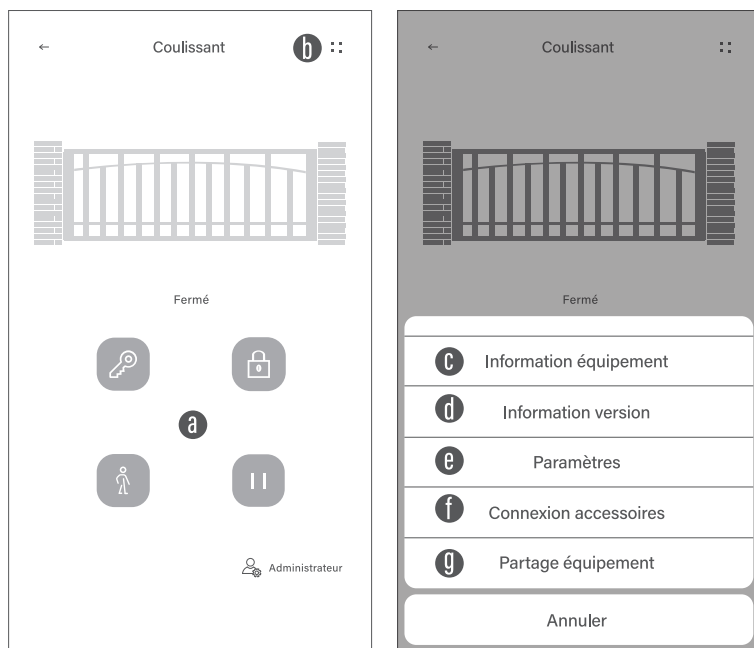 Coulissant
b
Fermé
a
Administrateur
Coulissant
Fermé
c Information équipement
d Information version
e Paramètres
f Connexion accessoires
g Partage équipement
Annuler